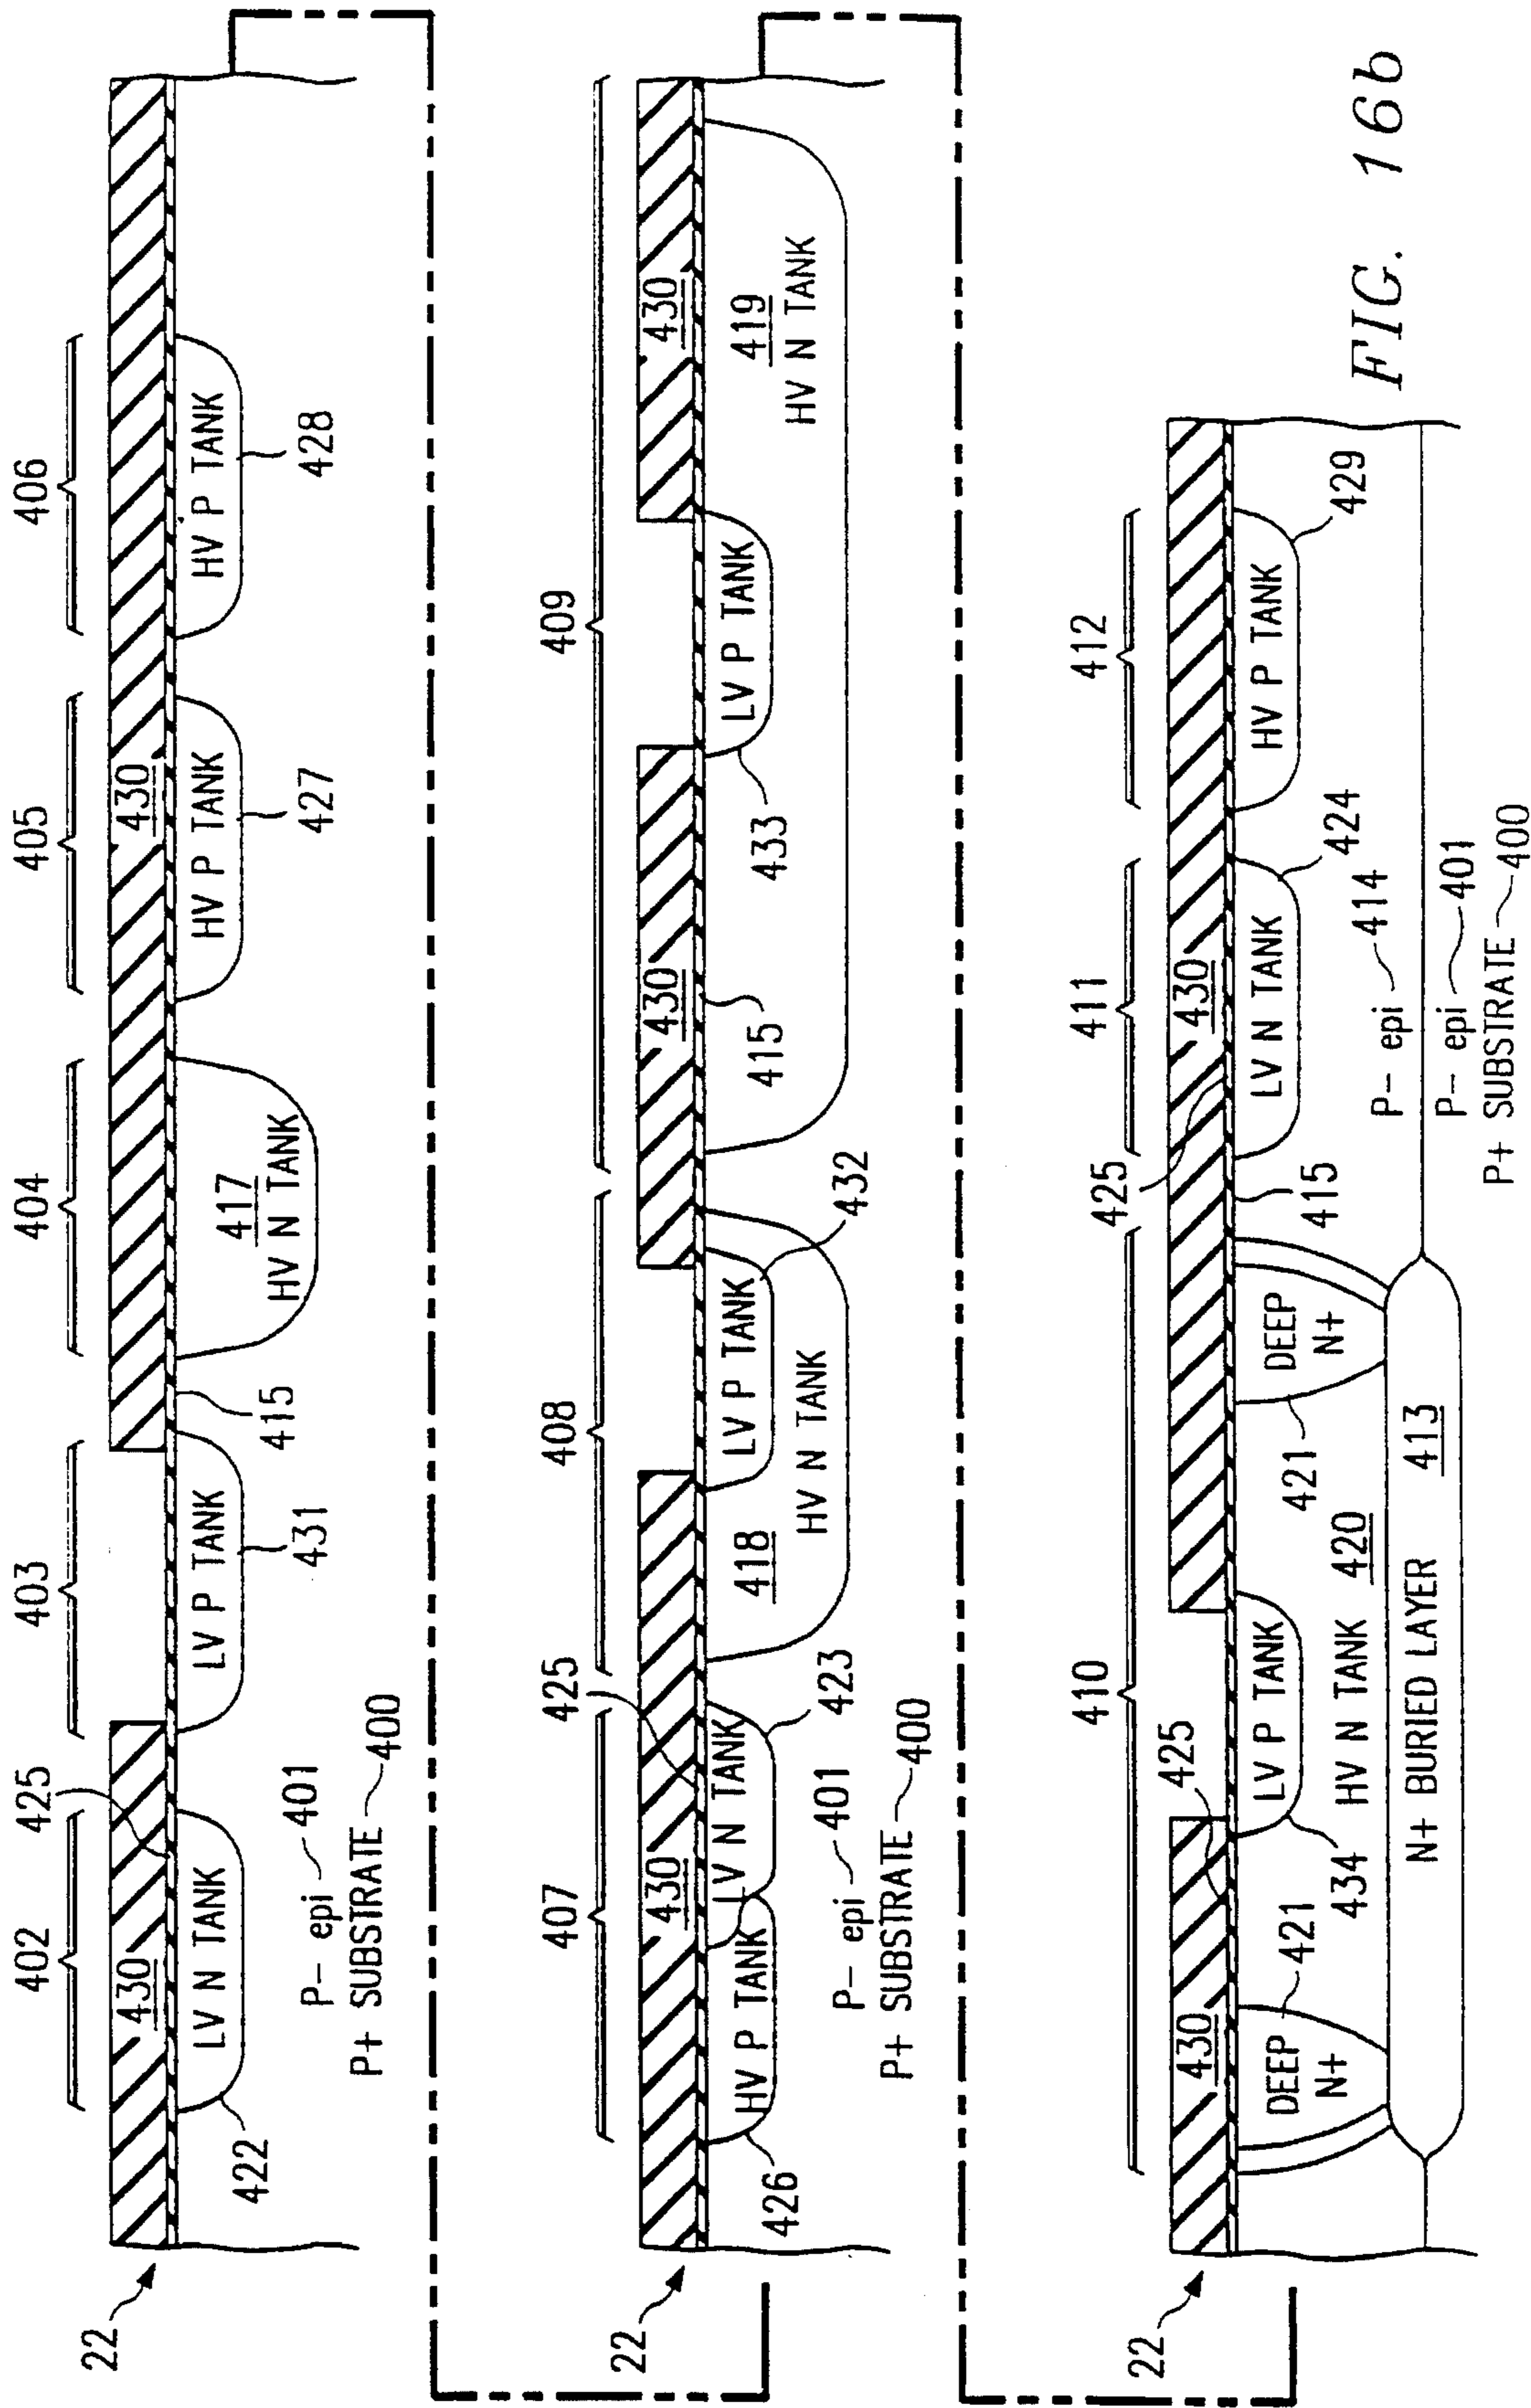 402
403
404
405
406
22
425
430
430
422
LV N TANK
LV P TANK
431
415
417
HV N TANK
HV P TANK
427
HV P TANK
428
P- epi 401
P+ SUBSTRATE 400
407
408
409
22
425
430
430
430
426
HV P TANK
LV N TANK
423
418
HV N TANK
LV P TANK
432
415
433
LV P TANK
419
HV N TANK
P- epi 401
P+ SUBSTRATE 400
410
411
412
22
425
425
430
430
DEEP
N+
421
434
LV P TANK
HV N TANK 420
421
DEEP
N+
415
LV N TANK
424
HV P TANK
429
N+ BURIED LAYER 413
P- epi 414
P- epi 401
P+ SUBSTRATE 400
FIG. 16b